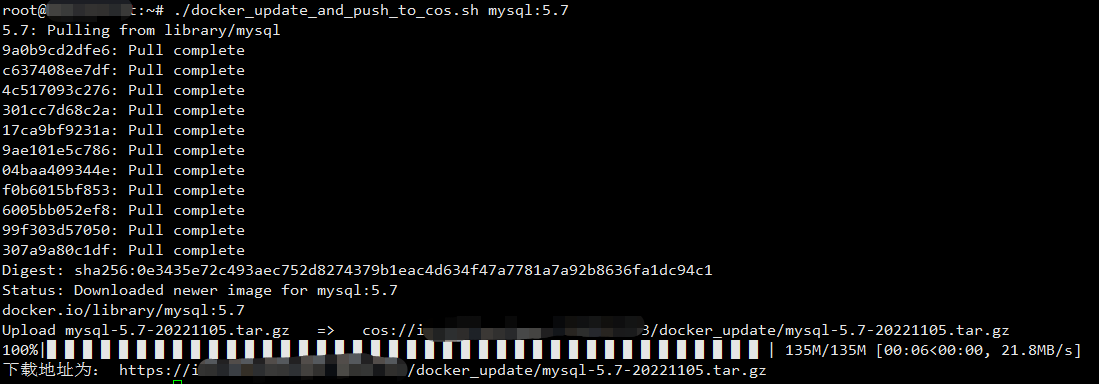 root@t:~# ./docker_update_and_push_to_cos.sh mysql:5.7
5.7: Pulling from library/mysql
9a0b9cd2dfe6: Pull complete
c637408ee7df: Pull complete
4c517093c276: Pull complete
301cc7d68c2a: Pull complete
17ca9bf9231a: Pull complete
9ae101e5c786: Pull complete
04baa409344e: Pull complete
f0b6015bf853: Pull complete
6005bb052ef8: Pull complete
99f303d57050: Pull complete
307a9a80c1df: Pull complete
Digest: sha256:0e3435e72c493aec752d8274379b1eac4d634f47a7781a7a92b8636fa1dc94c1
Status: Downloaded newer image for mysql:5.7
docker.io/library/mysql:5.7
Upload mysql-5.7-20221105.tar.gz   =>   cos://i3/docker_update/mysql-5.7-20221105.tar.gz
100%| | 135M/135M [00:06<00:00, 21.8MB/s]
下载地址为： https://i/docker_update/mysql-5.7-20221105.tar.gz